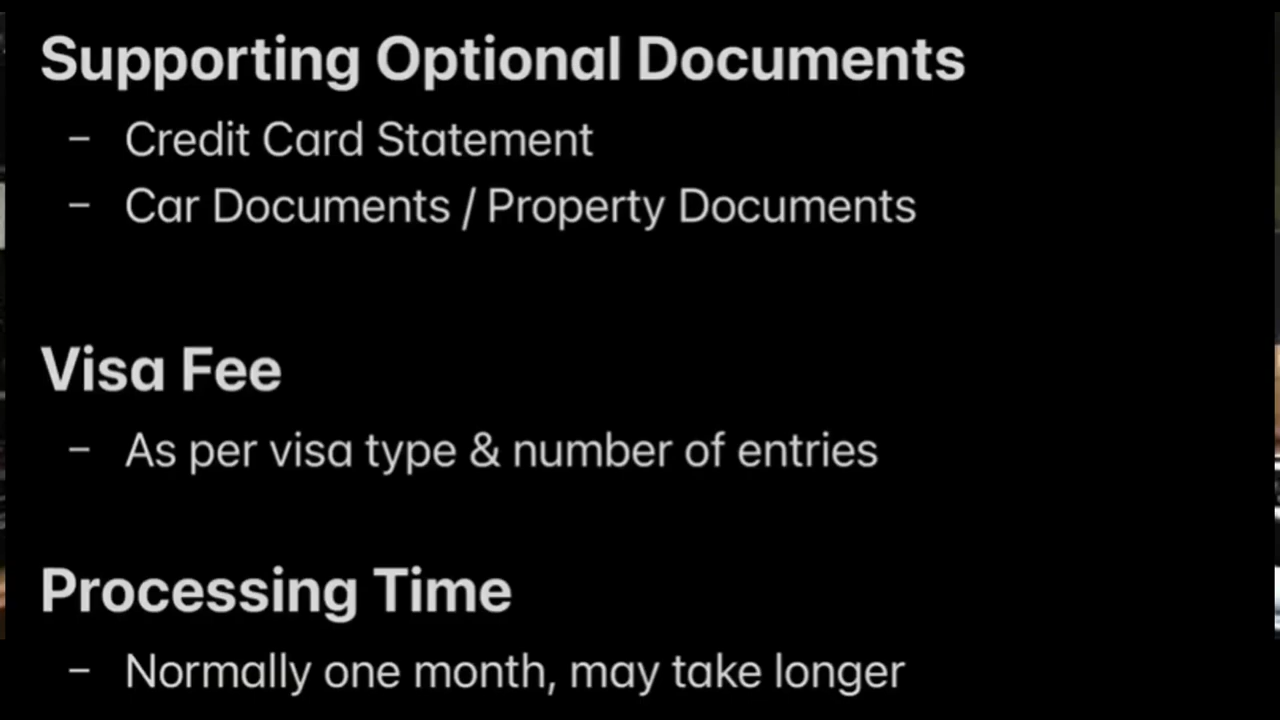 Supporting Optional Documents
– Credit Card Statement
– Car Documents / Property Documents
Visa Fee
– As per visa type & number of entries
Processing Time
– Normally one month, may take longer